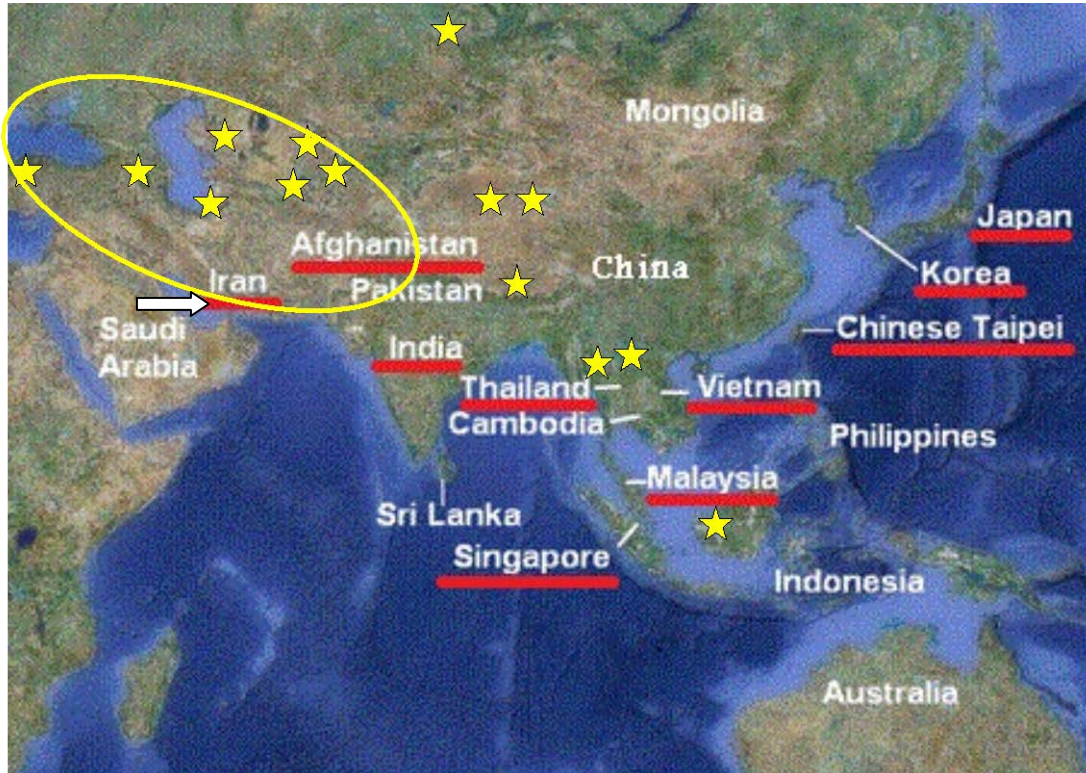 Mongolia
Japan
Afghanistan
China
Korea
Iran
Pakistan
Saudi
Arabia
Chinese Taipei
India
Thailand
Vietnam
Cambodia
Philippines
Malaysia
Sri Lanka
Singapore
Indonesia
Australia